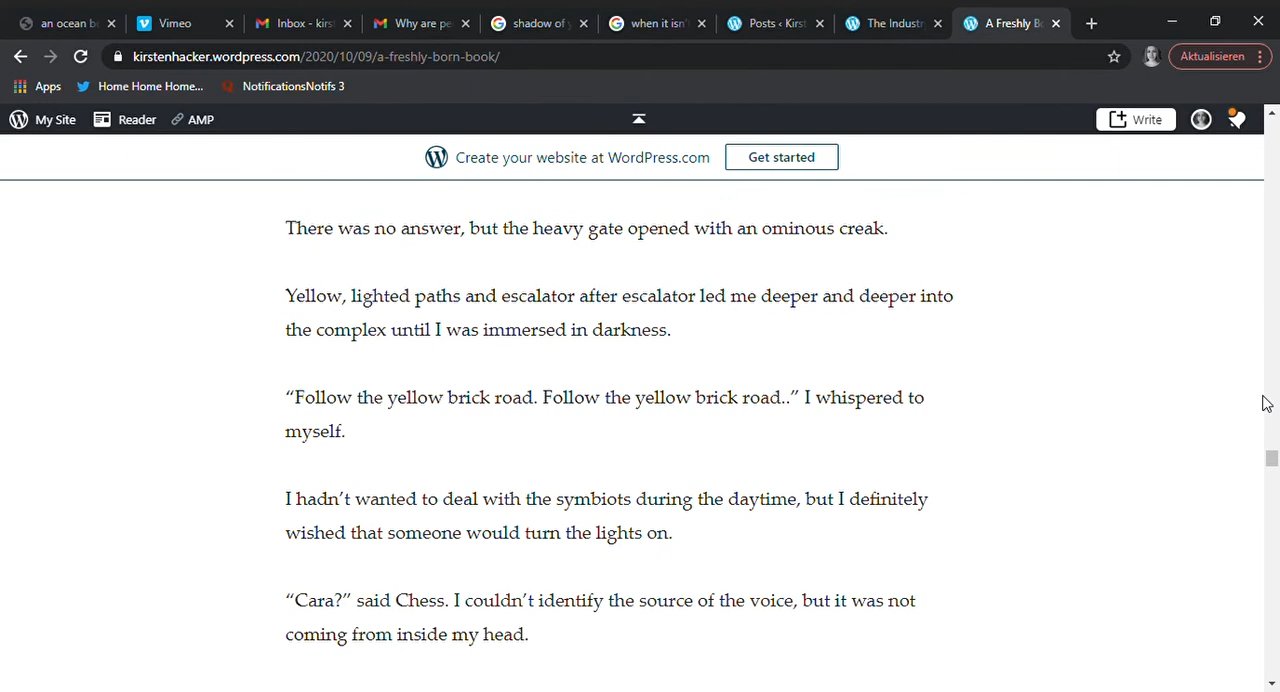 an ocean b
Vimeo
Inbox - kirs
Why are pe
shadow of y
when it isn'
Posts ‹ Kirst
The Industr
A Freshly Bo
kirstenhacker.wordpress.com/2020/10/09/a-freshly-born-book/
Aktualisieren
Apps
Home Home Home...
NotificationsNotifs 3
My Site
Reader
AMP
Write
Create your website at WordPress.com
Get started
There was no answer, but the heavy gate opened with an ominous creak.
Yellow, lighted paths and escalator after escalator led me deeper and deeper into
the complex until I was immersed in darkness.
“Follow the yellow brick road. Follow the yellow brick road..” I whispered to
myself.
I hadn’t wanted to deal with the symbiots during the daytime, but I definitely
wished that someone would turn the lights on.
“Cara?” said Chess. I couldn’t identify the source of the voice, but it was not
coming from inside my head.